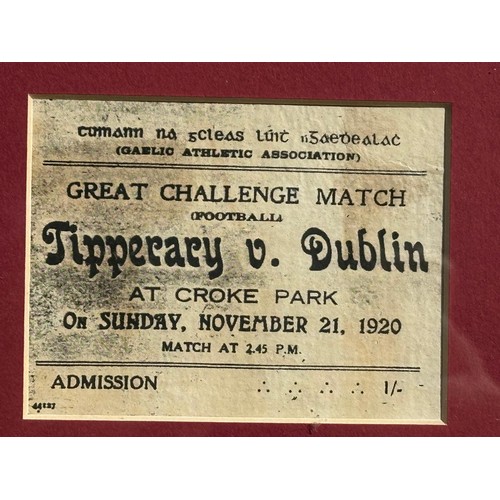 Cumann na gCleas Lúit nGaedealac
(GAELIC ATHLETIC ASSOCIATION)
GREAT CHALLENGE MATCH
(FOOTBALL)
Tipperary v. Dublin
AT CROKE PARK
ON SUNDAY, NOVEMBER 21, 1920
MATCH AT 2.45 P.M.
ADMISSION ∴ ∴ ∴ ∴ 1/-
44127